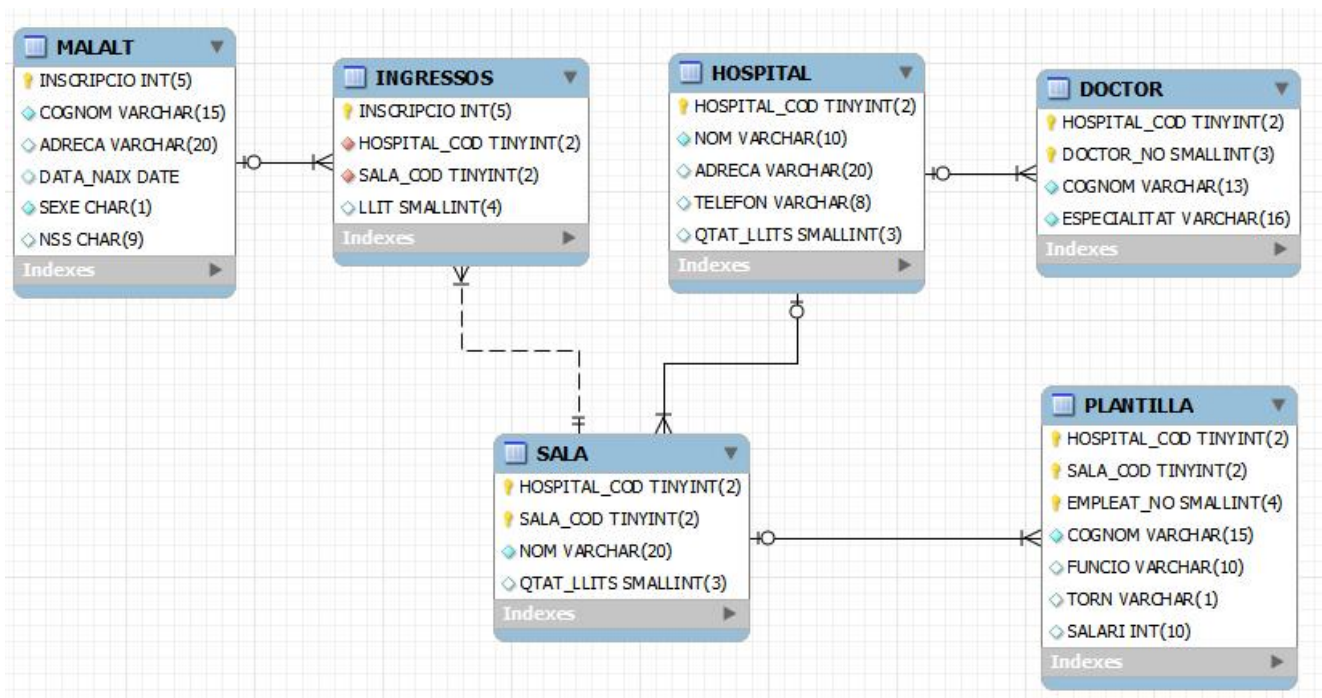 MALALT
INSCRIPCIO INT(5)
COGNOM VARCHAR(15)
ADRECA VARCHAR(20)
DATA_NAIX DATE
SEXE CHAR(1)
NSS CHAR(9)
Indexes
INGRESSOS
INSCRIPCIO INT(5)
HOSPITAL_COD TINYINT(2)
SALA_COD TINYINT(2)
LLIT SMALLINT(4)
Indexes
HOSPITAL
HOSPITAL_COD TINYINT(2)
NOM VARCHAR(10)
ADRECA VARCHAR(20)
TELEFON VARCHAR(8)
QTAT_LLITS SMALLINT(3)
Indexes
DOCTOR
HOSPITAL_COD TINYINT(2)
DOCTOR_NO SMALLINT(3)
COGNOM VARCHAR(13)
ESPECIALITAT VARCHAR(16)
Indexes
SALA
HOSPITAL_COD TINYINT(2)
SALA_COD TINYINT(2)
NOM VARCHAR(20)
QTAT_LLITS SMALLINT(3)
Indexes
PLANTILLA
HOSPITAL_COD TINYINT(2)
SALA_COD TINYINT(2)
EMPLEAT_NO SMALLINT(4)
COGNOM VARCHAR(15)
FUNCIO VARCHAR(10)
TORN VARCHAR(1)
SALARI INT(10)
Indexes